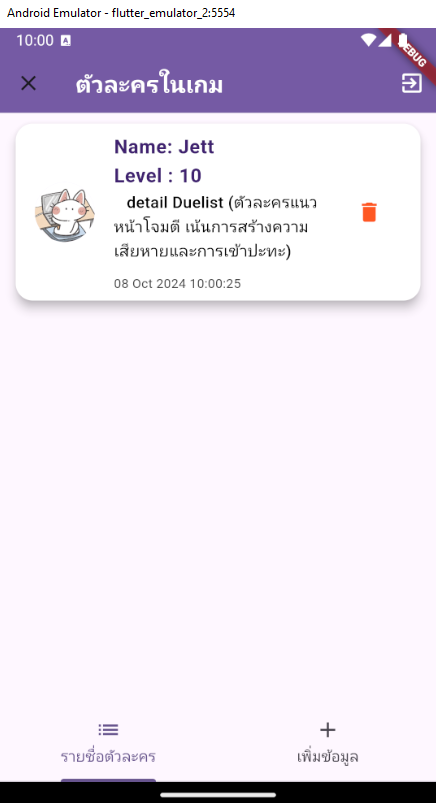 Android Emulator - flutter_emulator_2:5554
10:00 A
DEBUG
ตัวละครในเกม
Name: Jett
Level : 10
detail Duelist (ตัวละครแนว
หน้าโจมตี เน้นการสร้างความ
เสียหายและการเข้าปะทะ)
08 Oct 2024 10:00:25
รายชื่อตัวละคร
เพิ่มข้อมูล